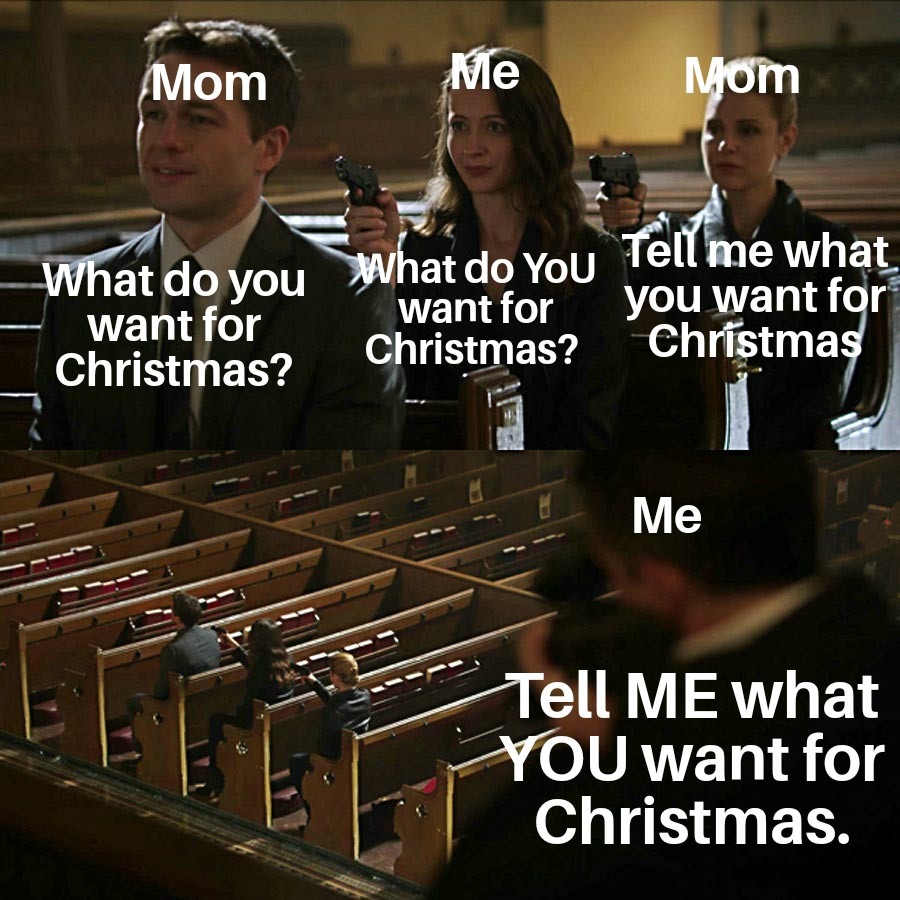 Mom
What do you
want for
Christmas?
Me
What do YoU
want for
Christmas?
Mom
Tell me what
you want for
Christmas
Me
Tell ME what
YOU want for
Christmas.